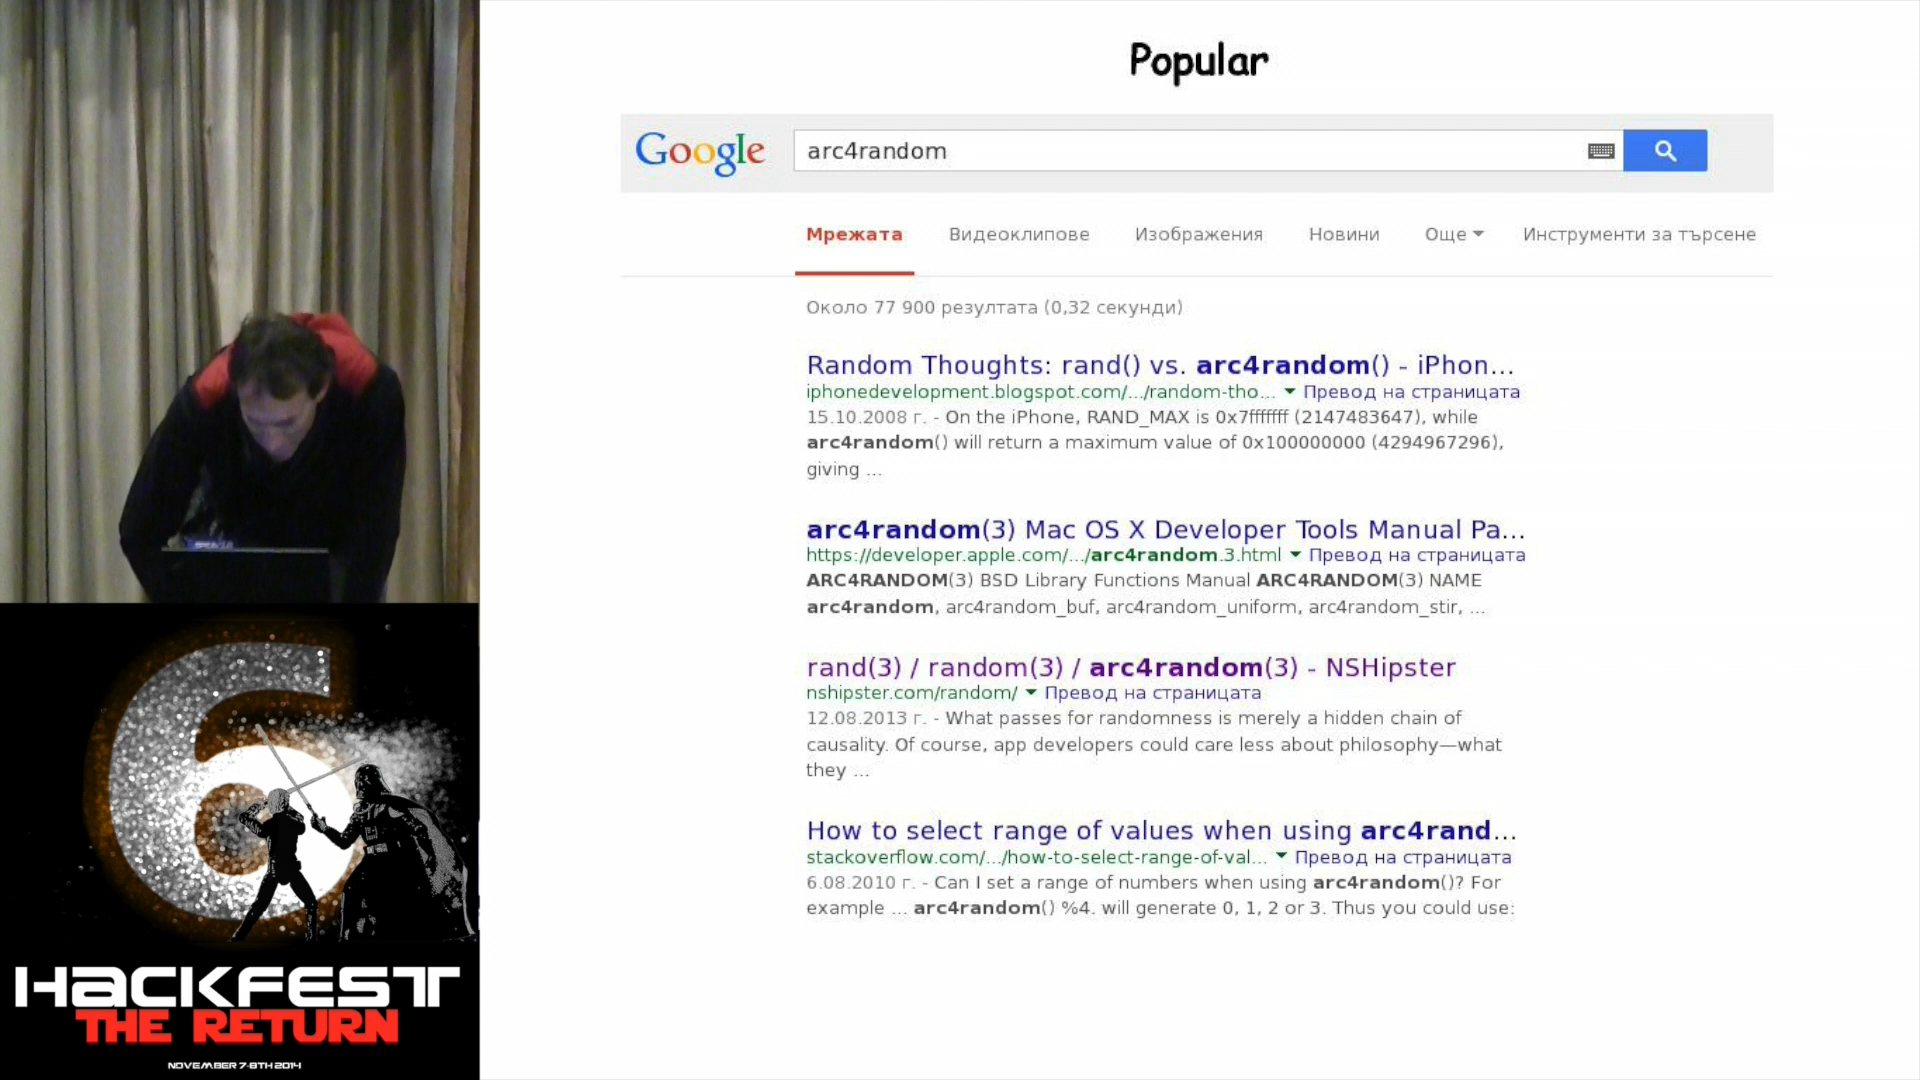 Popular
Google
arc4random
Мрежата Видеоклипове Изображения Новини Още Инструменти за търсене
Около 77 900 резултата (0,32 секунди)
Random Thoughts: rand() vs. arc4random() - iPhon...
iphonedevelopment.blogspot.com/.../random-tho... Превод на страницата
15.10.2008 г. - On the iPhone, RAND_MAX is 0x7fffffff (2147483647), while
arc4random() will return a maximum value of 0x100000000 (4294967296),
giving ...
arc4random(3) Mac OS X Developer Tools Manual Pa...
https://developer.apple.com/.../arc4random.3.html Превод на страницата
ARC4RANDOM(3) BSD Library Functions Manual ARC4RANDOM(3) NAME
arc4random, arc4random_buf, arc4random_uniform, arc4random_stir, ...
rand(3) / random(3) / arc4random(3) - NSHipster
nshipster.com/random/ Превод на страницата
12.08.2013 г. - What passes for randomness is merely a hidden chain of
causality. Of course, app developers could care less about philosophy—what
they ...
How to select range of values when using arc4rand...
stackoverflow.com/.../how-to-select-range-of-val... Превод на страницата
6.08.2010 г. - Can I set a range of numbers when using arc4random()? For
example ... arc4random() %4. will generate 0, 1, 2 or 3. Thus you could use:
6
HACKFEST
THE RETURN
NOVEMBER 7-8TH 2014